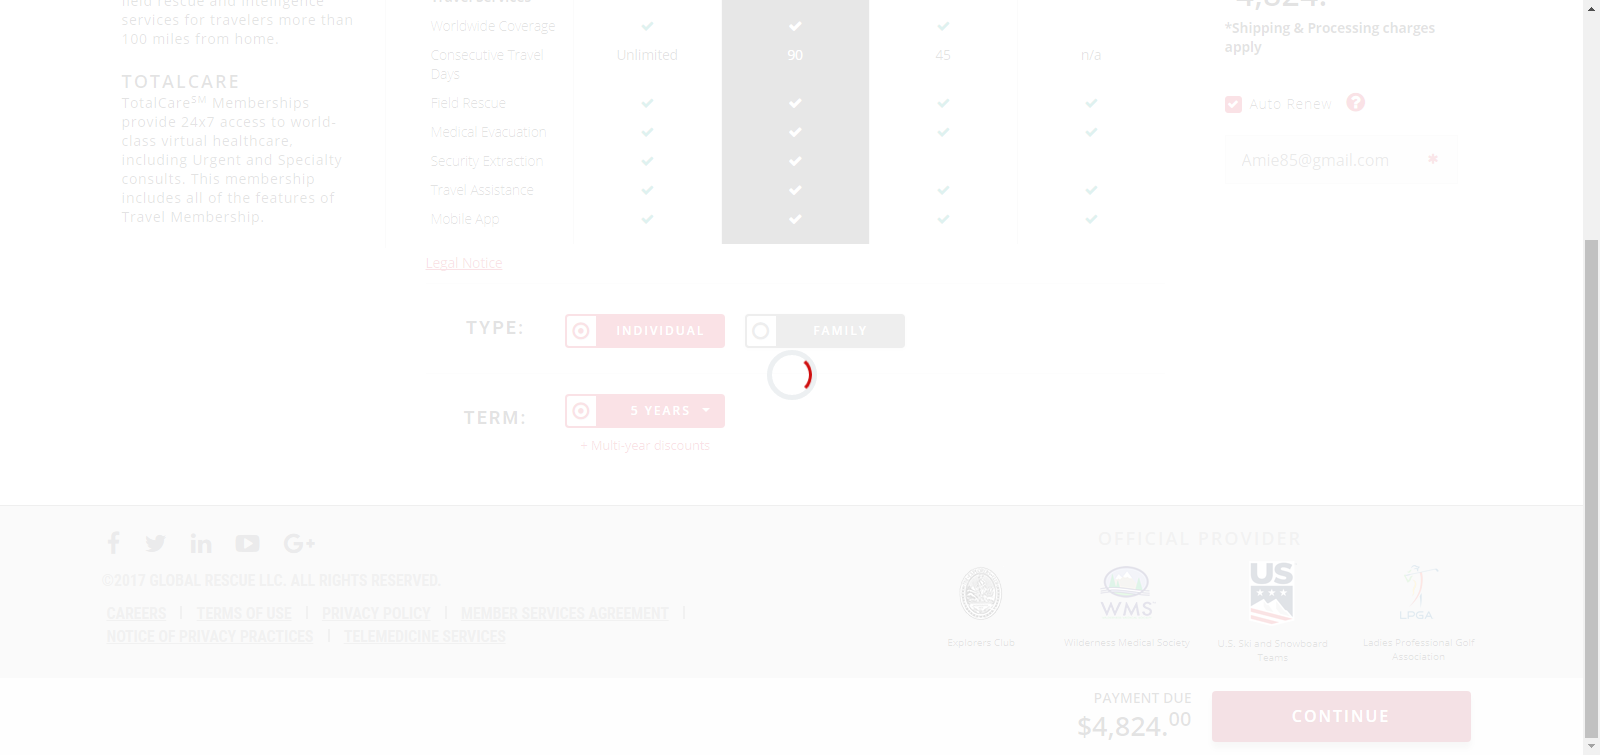 field rescue and intelligence
services for travelers more than
100 miles from home.
TOTALCARE
TotalCareSM Memberships
provide 24x7 access to world-
class virtual healthcare,
including Urgent and Specialty
consults. This membership
includes all of the features of
Travel Membership.
Travel Services
Worldwide Coverage
Consecutive Travel
Days
Unlimited
90
45
n/a
Field Rescue
Medical Evacuation
Security Extraction
Travel Assistance
Mobile App
Legal Notice
4,824.
*Shipping & Processing charges
apply
Auto Renew
Amie85@gmail.com *
TYPE:
INDIVIDUAL
FAMILY
TERM:
5 YEARS
+ Multi-year discounts
©2017 GLOBAL RESCUE LLC. ALL RIGHTS RESERVED.
CAREERS | TERMS OF USE | PRIVACY POLICY | MEMBER SERVICES AGREEMENT |
NOTICE OF PRIVACY PRACTICES | TELEMEDICINE SERVICES
OFFICIAL PROVIDER
WMS
US
LPGA
Explorers Club
Wilderness Medical Society
U.S. Ski and Snowboard
Teams
Ladies Professional Golf
Association
PAYMENT DUE
$4,824.00
CONTINUE